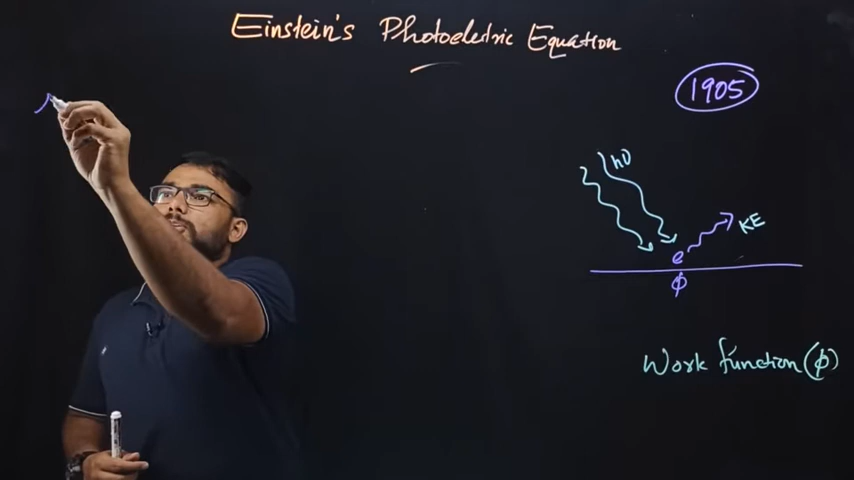 Einstein's Photoelectric Equation
1905
hυ
KE
e
φ
Work function (φ)